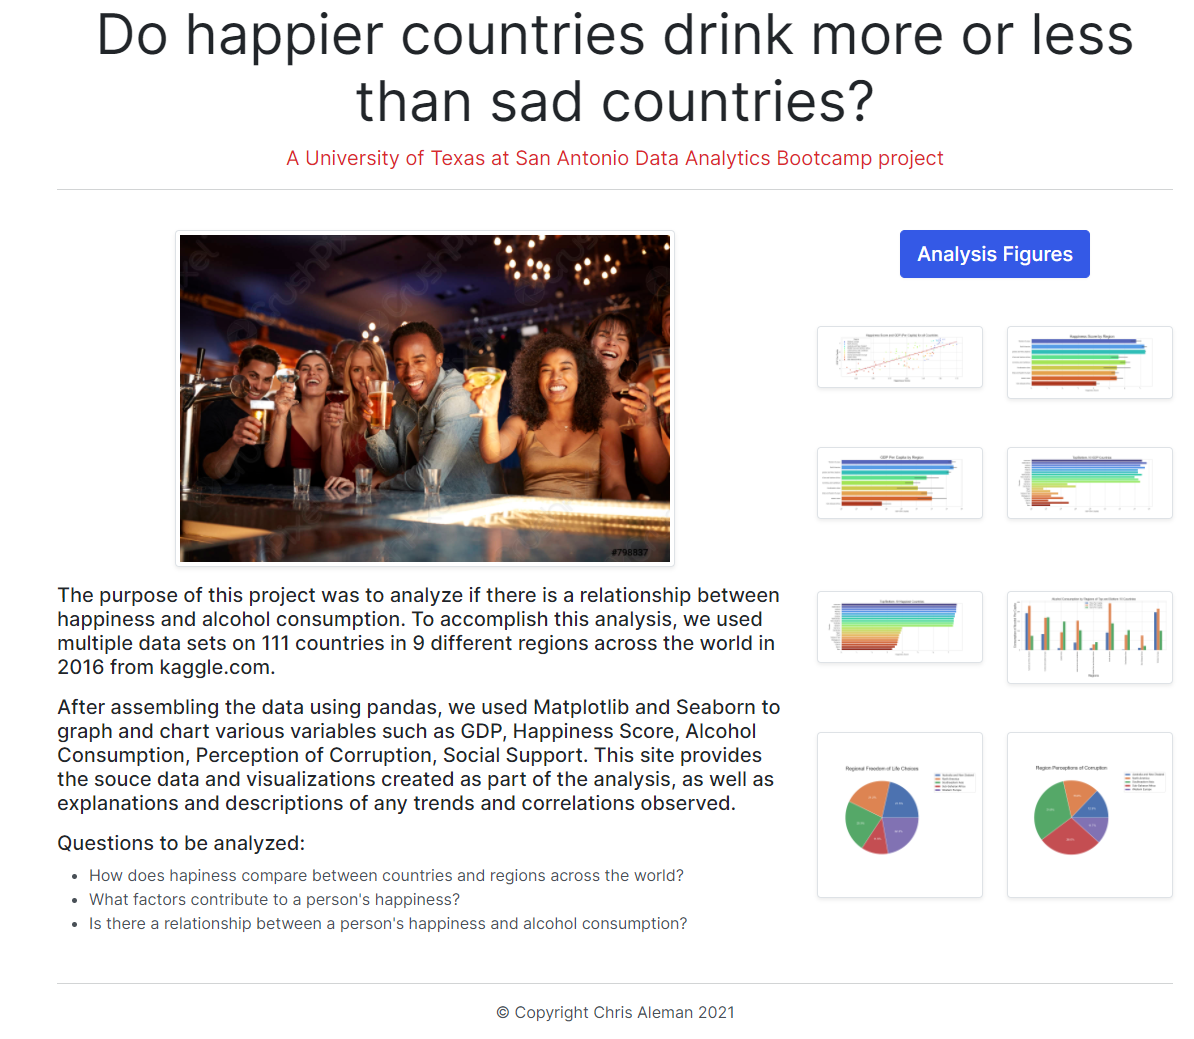 Do happier countries drink more or less
than sad countries?
A University of Texas at San Antonio Data Analytics Bootcamp project
#798887
Analysis Figures
Happiness Score by Region
GDP Per Capita by Region
Regional Freedom of Life Choices
Region Perceptions of Corruption
The purpose of this project was to analyze if there is a relationship between
happiness and alcohol consumption. To accomplish this analysis, we used
multiple data sets on 111 countries in 9 different regions across the world in
2016 from kaggle.com.
After assembling the data using pandas, we used Matplotlib and Seaborn to
graph and chart various variables such as GDP, Happiness Score, Alcohol
Consumption, Perception of Corruption, Social Support. This site provides
the souce data and visualizations created as part of the analysis, as well as
explanations and descriptions of any trends and correlations observed.
Questions to be analyzed:
How does hapiness compare between countries and regions across the world?
What factors contribute to a person's happiness?
Is there a relationship between a person's happiness and alcohol consumption?
© Copyright Chris Aleman 2021